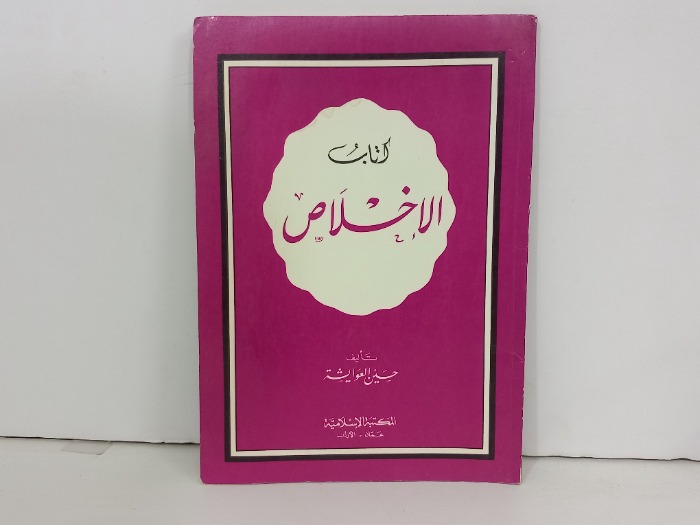 كتاب
الإخلاص
تأليف
حسين العوايشة
المكتبة الإسلامية
عمان - الأردن